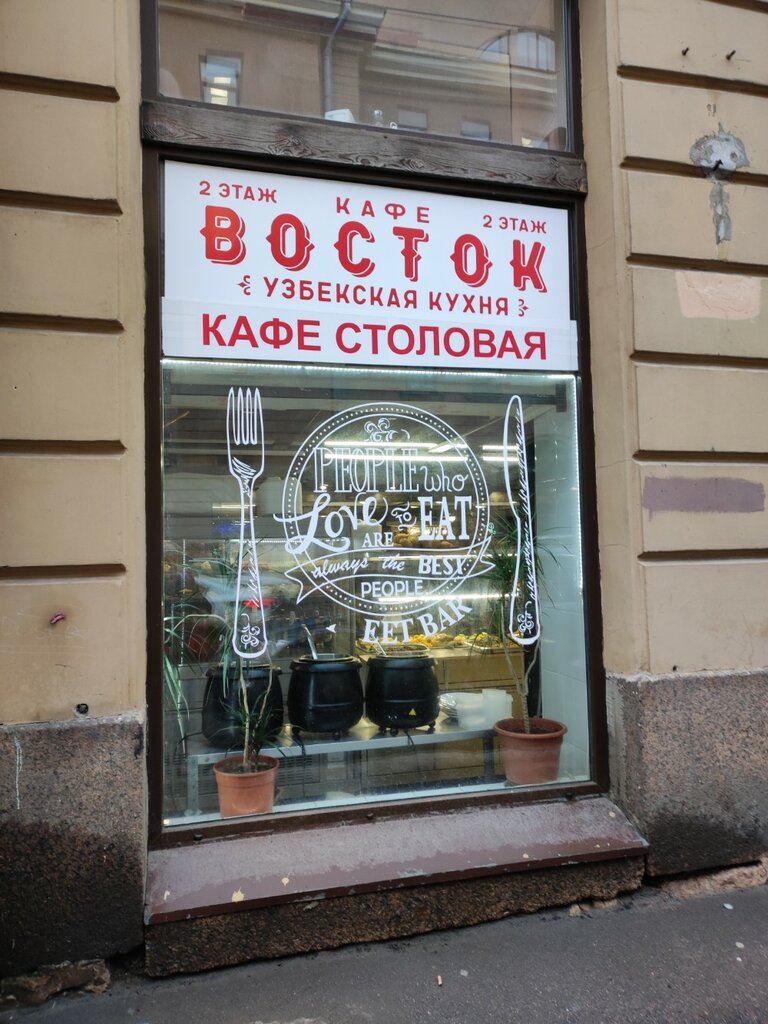 2 ЭТАЖ КАФЕ 2 ЭТАЖ
ВОСТОК
УЗБЕКСКАЯ КУХНЯ
КАФЕ СТОЛОВАЯ
PEOPLE who
Love TO EAT
ARE
always the BEST
PEOPLE
EET BAR